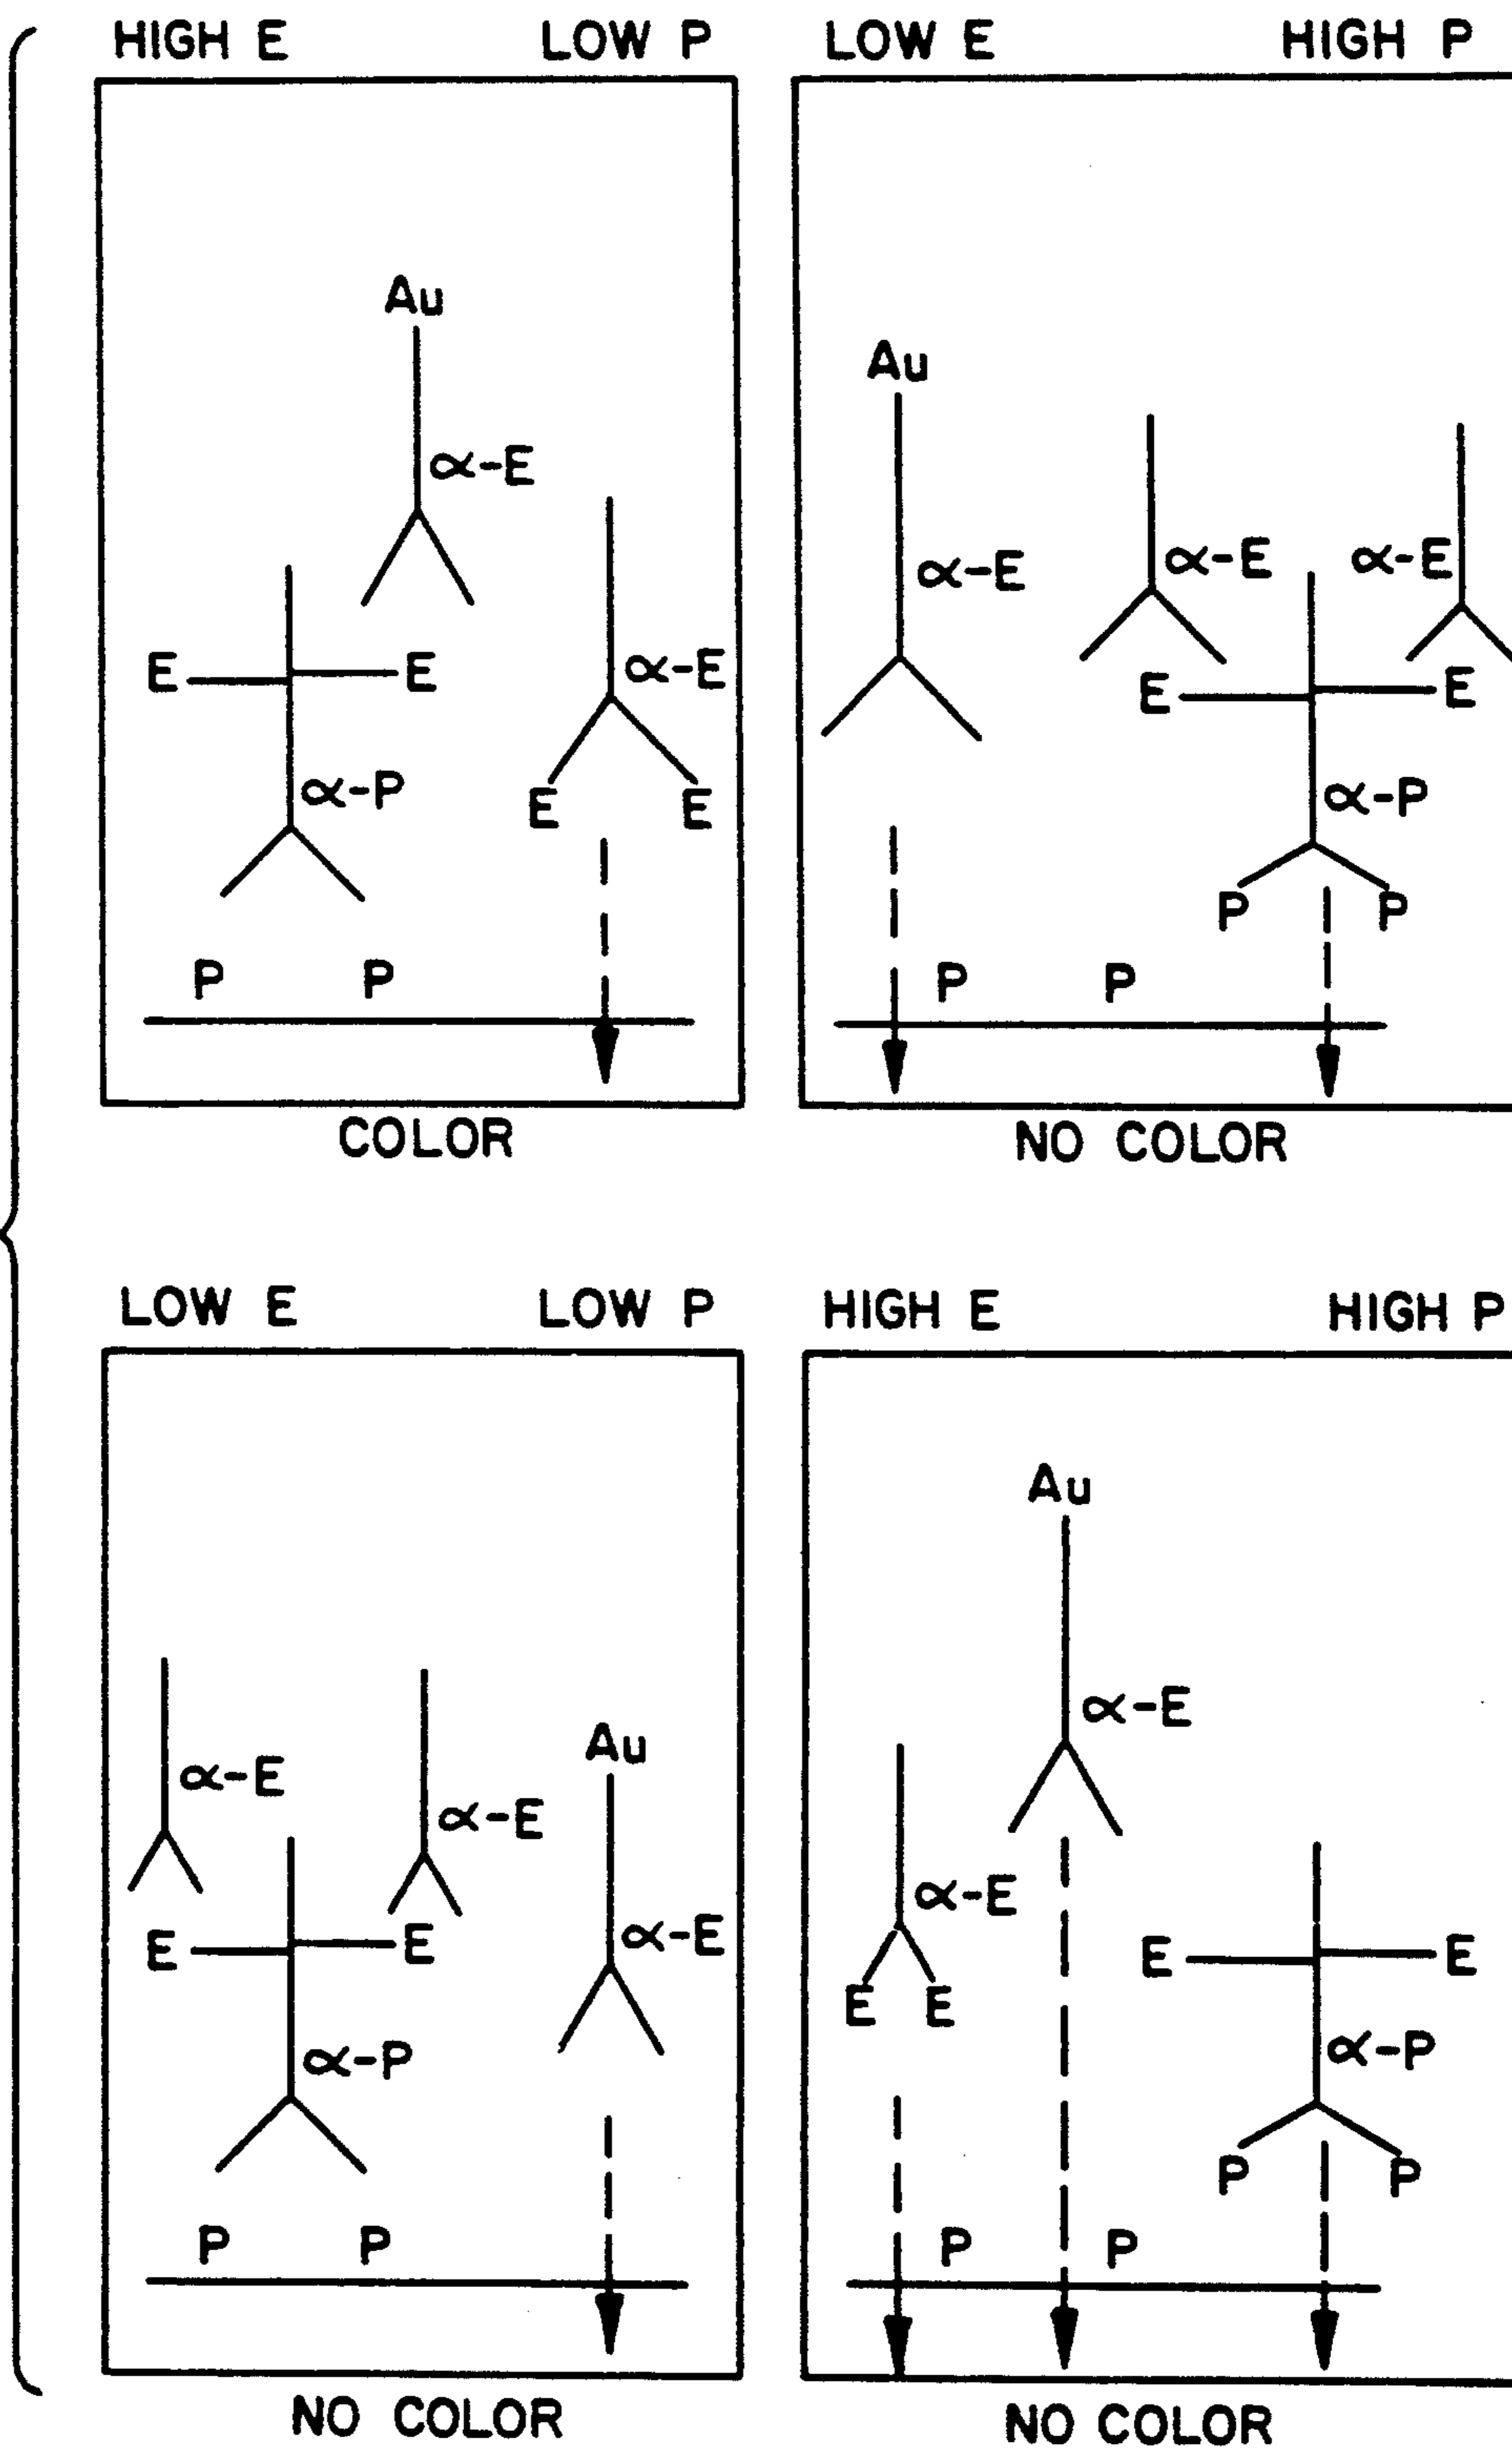 HIGH E LOW P
Au
α-E
E E α-E
α-P E E
P P
COLOR
LOW E HIGH P
Au
α-E α-E α-E
E E
α-P
P P
P P
NO COLOR
LOW E LOW P
α-E Au
α-E
E E α-E
α-P
P P
NO COLOR
HIGH E HIGH P
Au
α-E
α-E
E E E E
α-P
P P
P P
NO COLOR